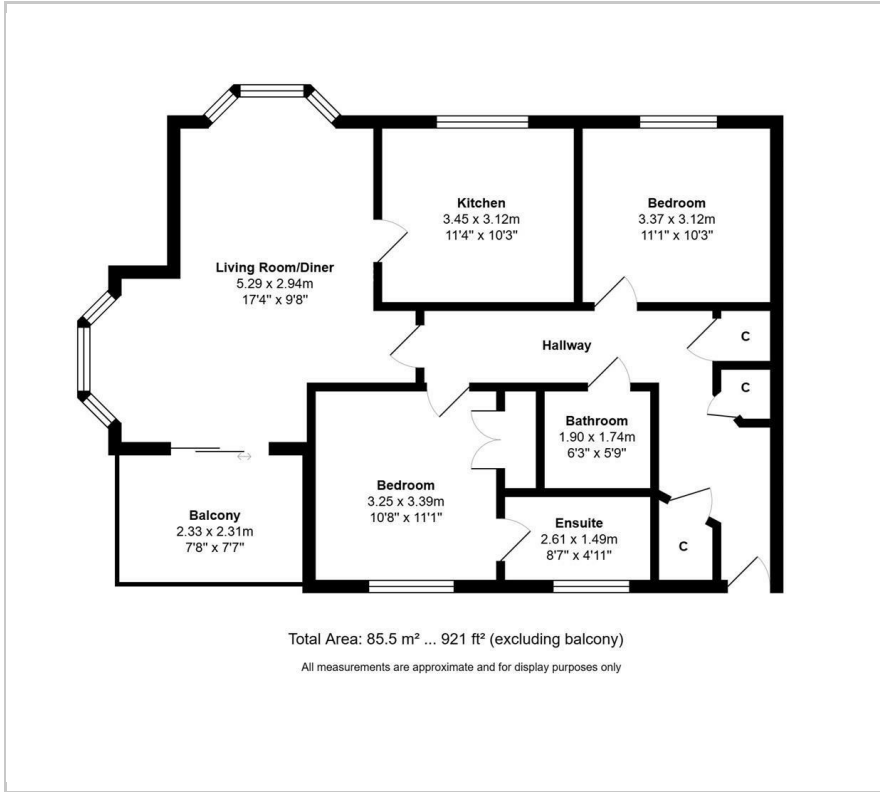 Kitchen
3.45 x 3.12m
11'4" x 10'3"
Bedroom
3.37 x 3.12m
11'1" x 10'3"
Living Room/Diner
5.29 x 2.94m
17'4" x 9'8"
Hallway
C
C
Bathroom
1.90 x 1.74m
6'3" x 5'9"
Bedroom
3.25 x 3.39m
10'8" x 11'1"
Balcony
2.33 x 2.31m
7'8" x 7'7"
Ensuite
2.61 x 1.49m
8'7" x 4'11"
C
Total Area: 85.5 m² ... 921 ft² (excluding balcony)
All measurements are approximate and for display purposes only